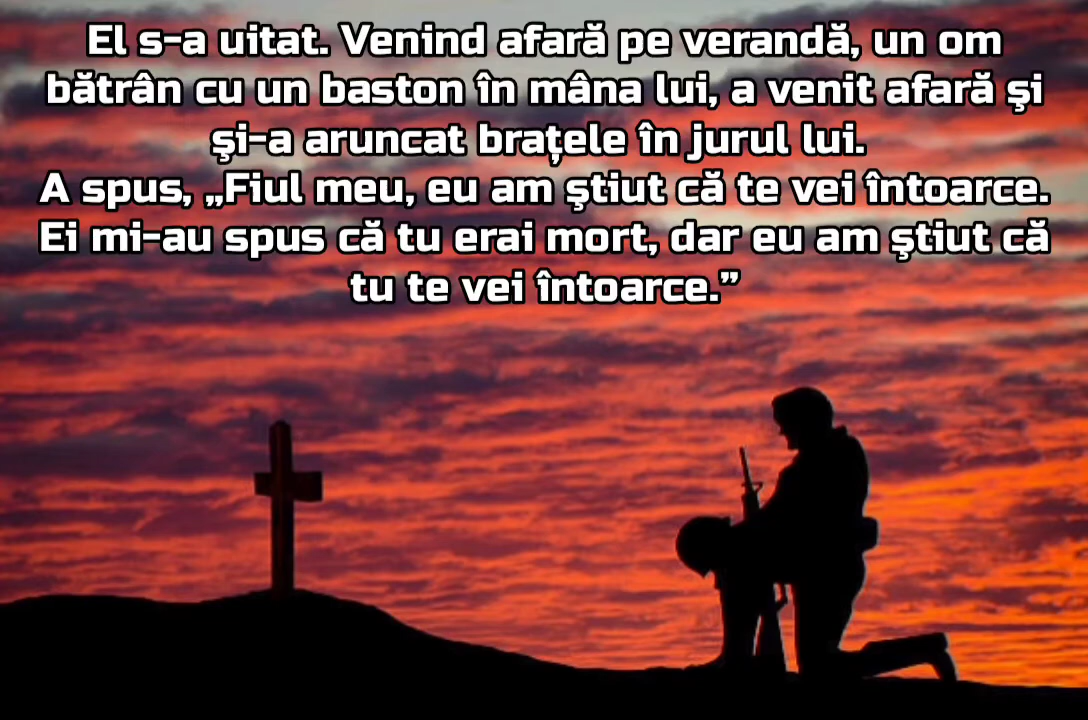 El s-a uitat. Venind afară pe verandă, un om
bătrân cu un baston în mâna lui, a venit afară şi
şi-a aruncat brațele în jurul lui.
A spus, „Fiul meu, eu am ştiut că te vei întoarce.
Ei mi-au spus că tu erai mort, dar eu am ştiut că
tu te vei întoarce.”